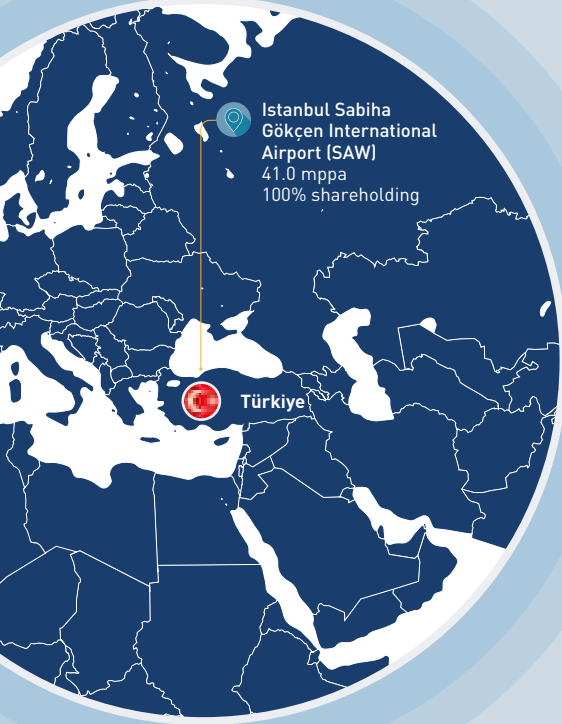 Istanbul Sabiha
Gökçen International
Airport (SAW)
41.0 mppa
100% shareholding
Türkiye